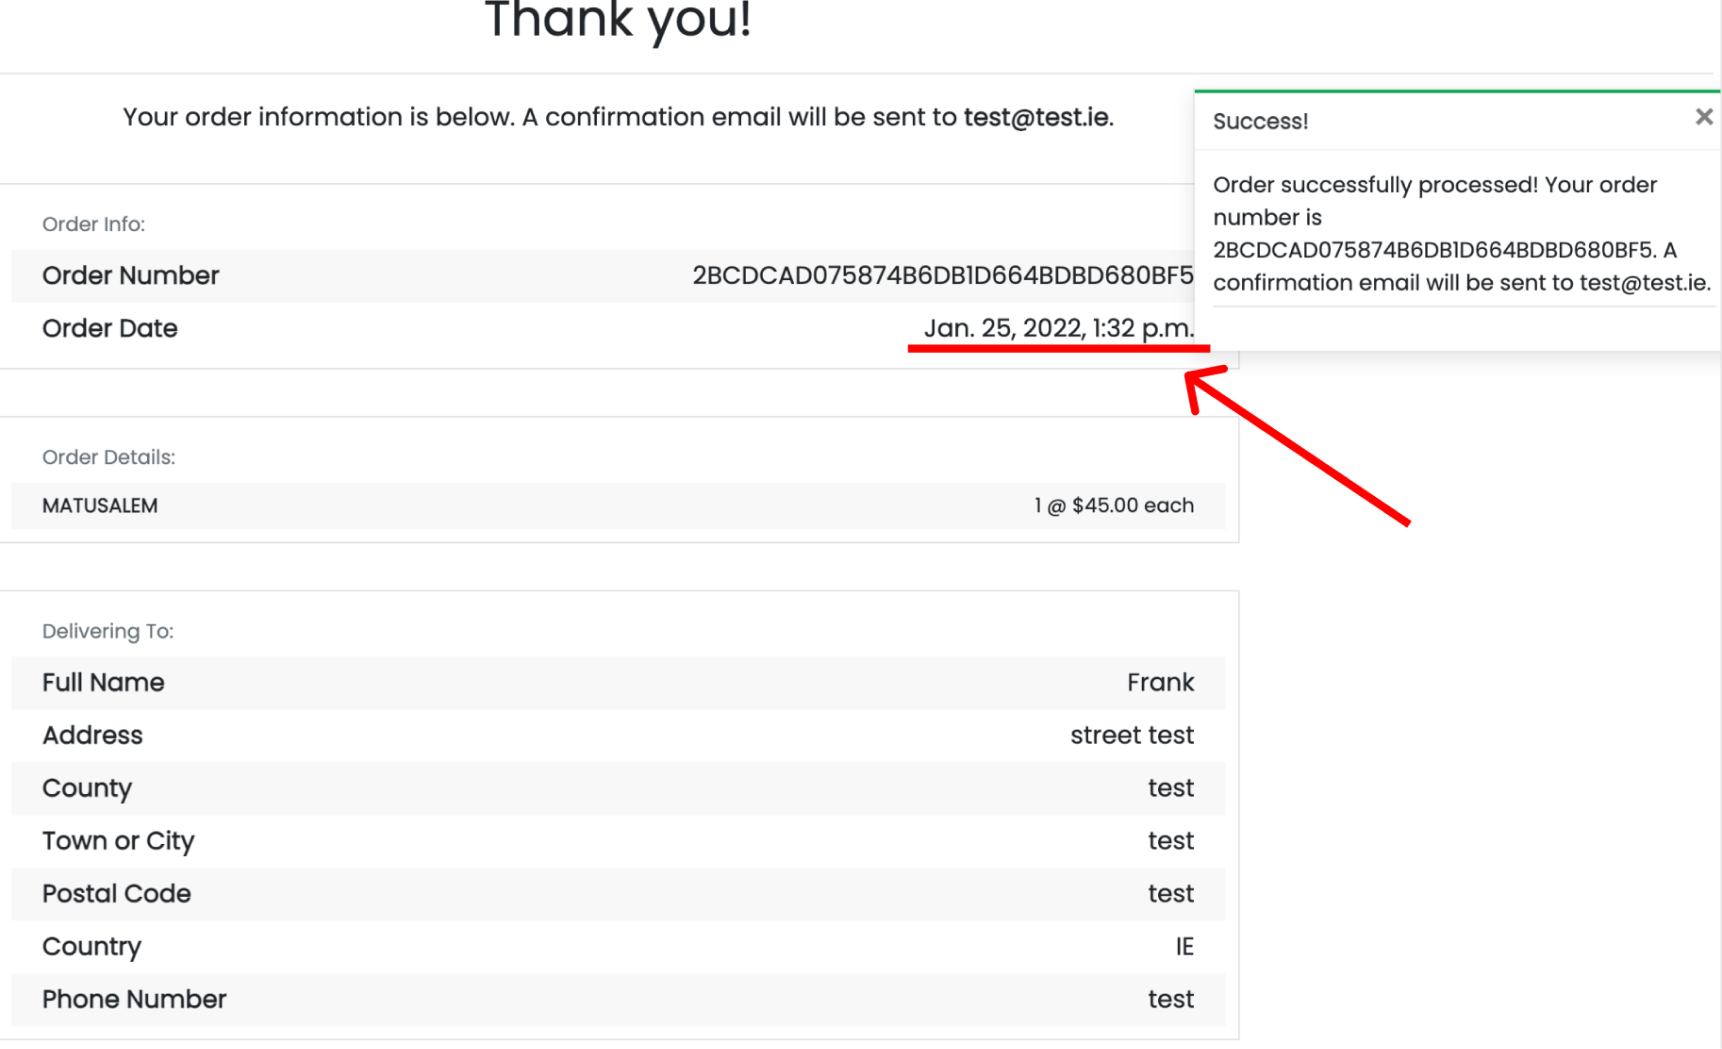 Thank you!
Your order information is below. A confirmation email will be sent to test@test.ie.
Success!
×
Order successfully processed! Your order
number is
2BCDCAD075874B6DB1D664BDBD680BF5. A
confirmation email will be sent to test@test.ie.
Order Info:
Order Number 2BCDCAD075874B6DB1D664BDBD680BF5
Order Date Jan. 25, 2022, 1:32 p.m.
Order Details:
MATUSALEM 1 @ $45.00 each
Delivering To:
Full Name Frank
Address street test
County test
Town or City test
Postal Code test
Country IE
Phone Number test